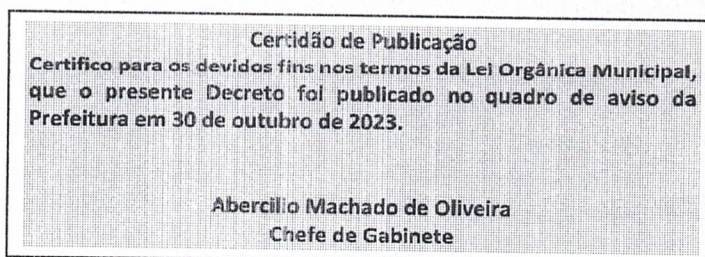 Certidão de Publicação
Certifico para os devidos fins nos termos da Lei Orgânica Municipal,
que o presente Decreto foi publicado no quadro de aviso da
Prefeitura em 30 de outubro de 2023.
Abercilio Machado de Oliveira
Chefe de Gabinete